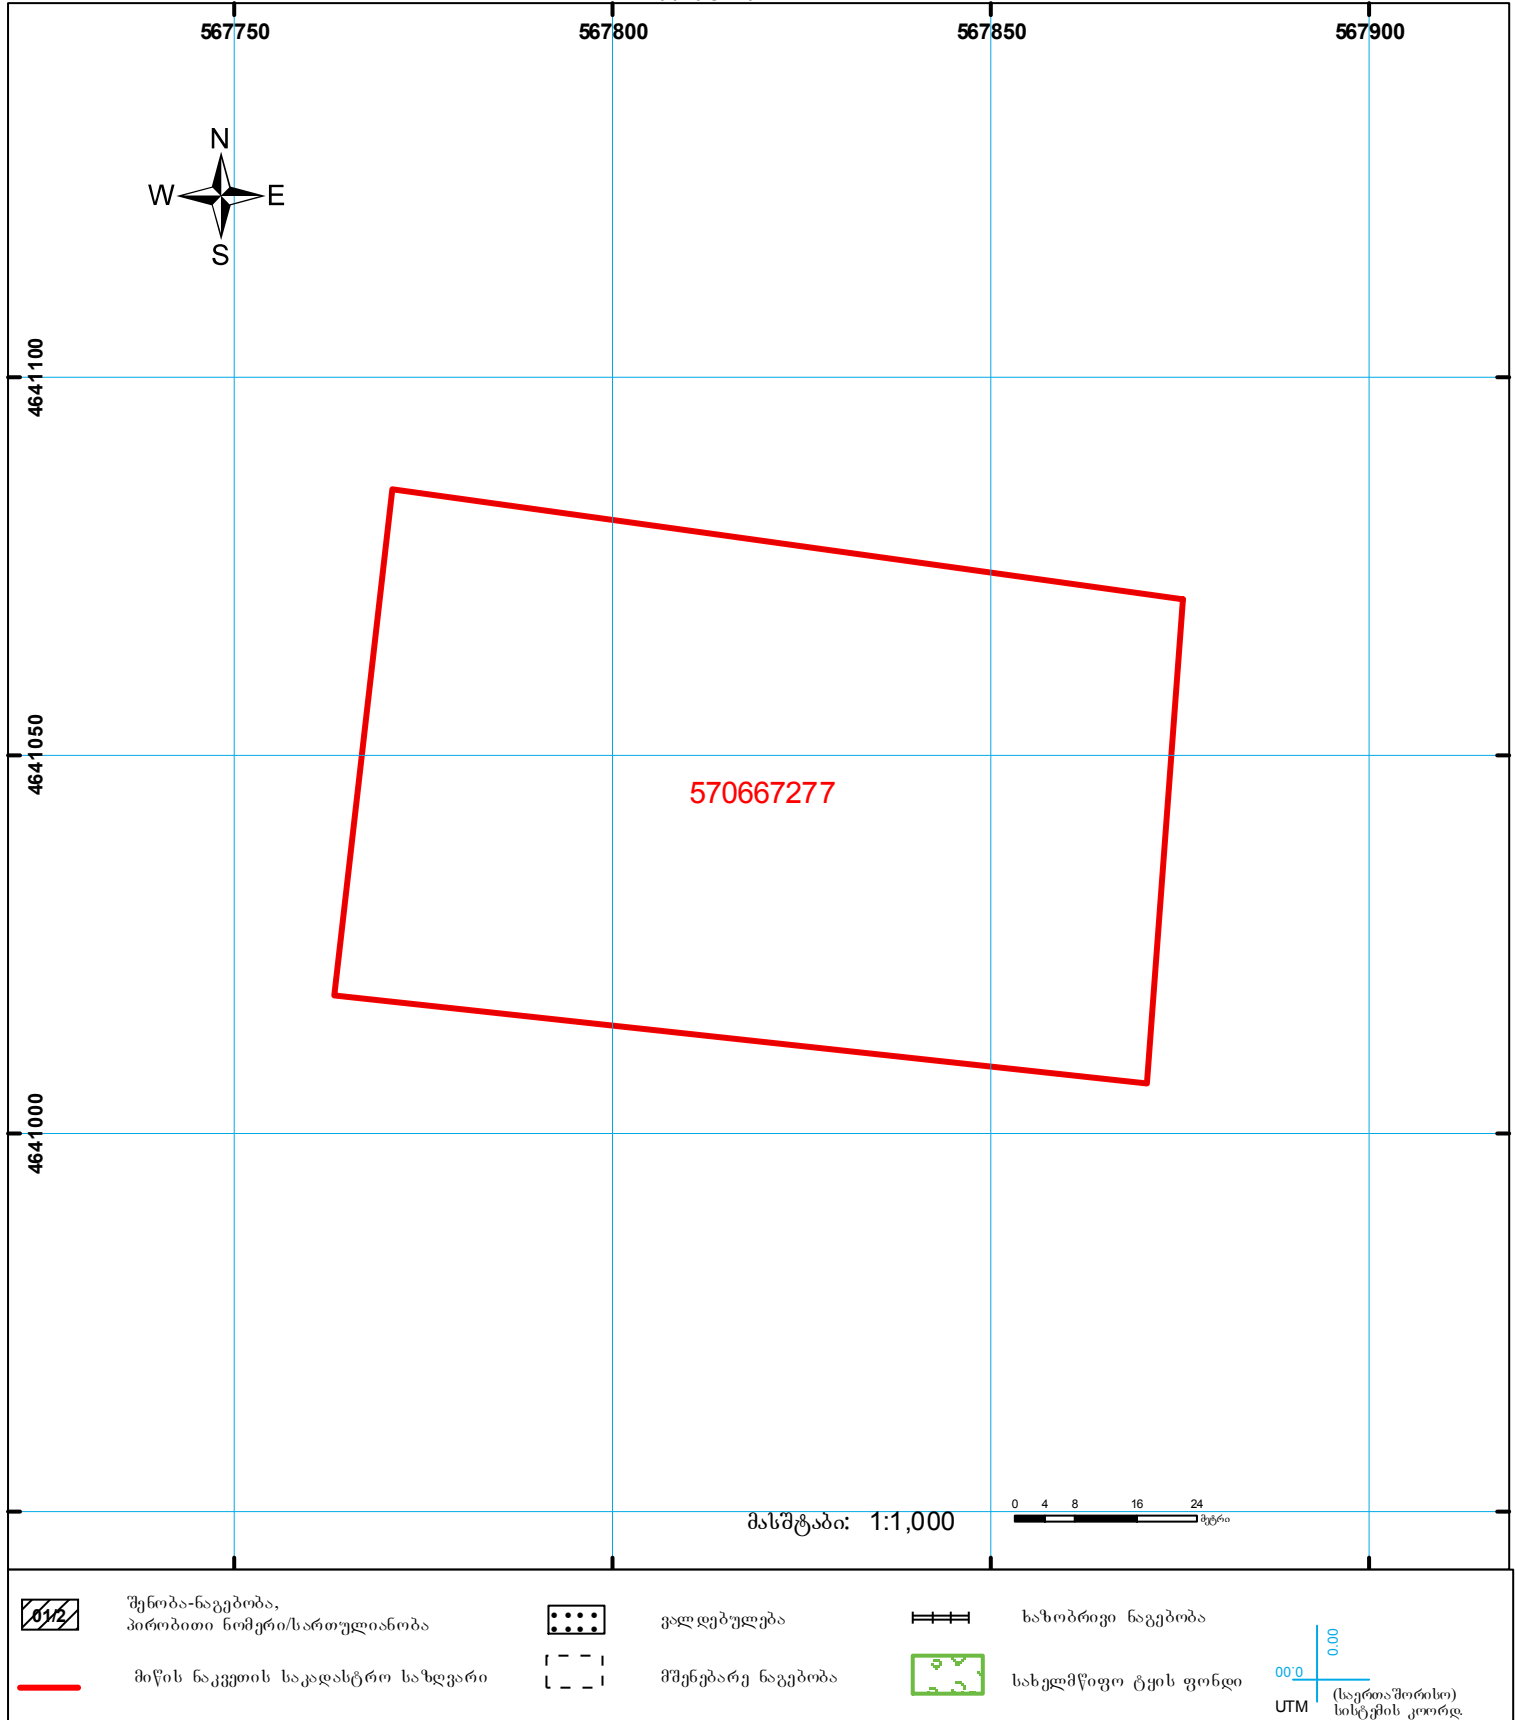 567750
567800
567850
567900
N
W
E
S
4641100
4641050
570667277
4641000
მასშტაბი: 1:1,000
0 4 8 16 24
მეტრი
01/2
შენობა-ნაგებობა,
პირობითი ნომერი/სართულიანობა
ვალდებულება
ხაზობრივი ნაგებობა
მიწის ნაკვეთის საკადასტრო საზღვარი
მშენებარე ნაგებობა
სახელმწიფო ტყის ფონდი
00.0
00.0
UTM
(საერთაშორისო)
სისტემის კოორდ.